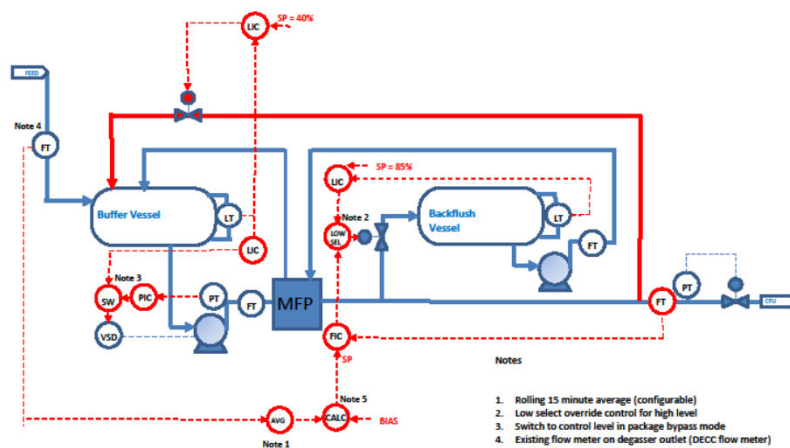 LIC
SP = 40%
FEED
Note 4
FT
SP = 85%
LIC
Buffer Vessel
LT
Note 2
LOW
SEL
Backflush
Vessel
LT
LIC
FT
Note 3
SW
PIC
PT
FT
MFP
FT
PT
CPU
VSD
FIC
SP
Notes
Note 5
AVG
CALC
BIAS
Note 1
1. Rolling 15 minute average (configurable)
2. Low select override control for high level
3. Switch to control level in package bypass mode
4. Existing flow meter on degasser outlet (DECC flow meter)